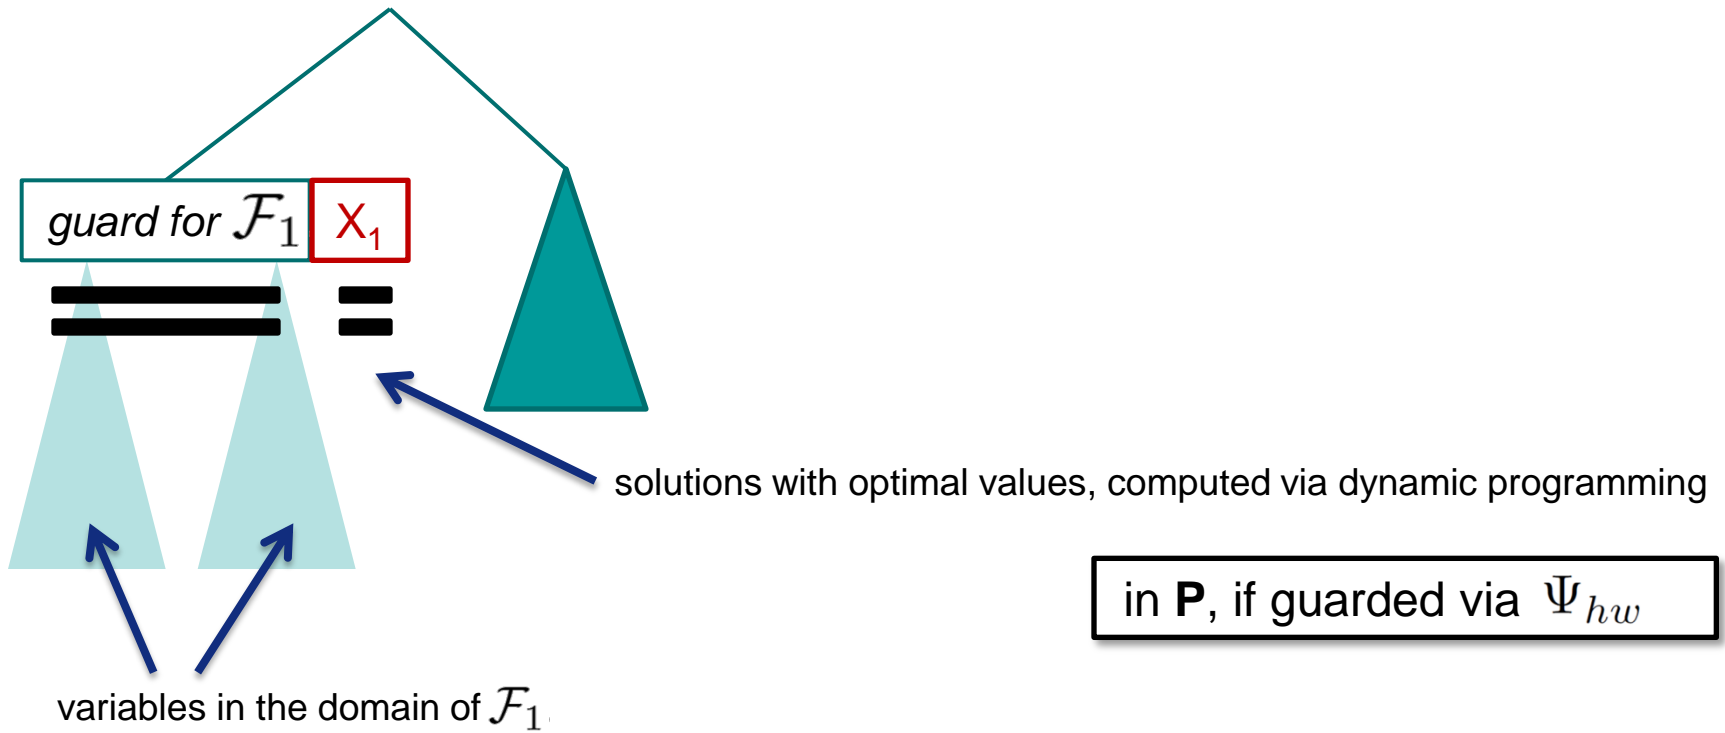 guard for ℱ₁ X₁
solutions with optimal values, computed via dynamic programming
in P, if guarded via Ψₕw
variables in the domain of ℱ₁